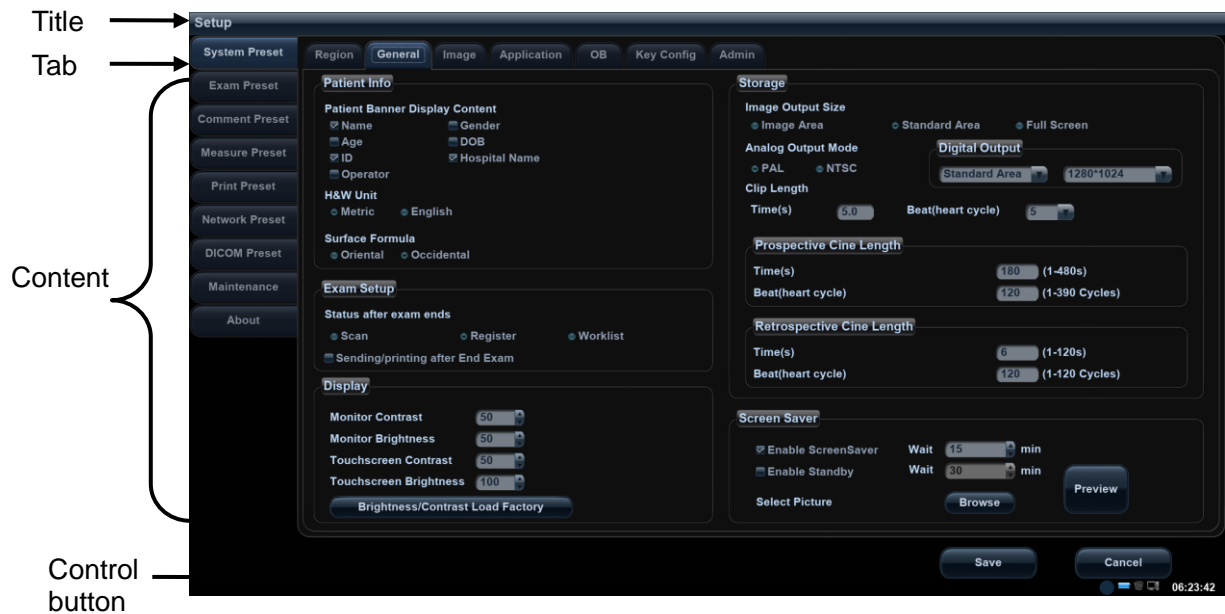 Title
Setup
Tab
System Preset
Exam Preset
Comment Preset
Measure Preset
Print Preset
Network Preset
DICOM Preset
Maintenance
About
Content
Control
button
Region General Image Application OB Key Config Admin
Patient Info
Patient Banner Display Content
Name Gender
Age DOB
ID Hospital Name
Operator
H&W Unit
Metric English
Surface Formula
Oriental Occidental
Exam Setup
Status after exam ends
Scan Register Worklist
Sending/printing after End Exam
Display
Monitor Contrast 50
Monitor Brightness 50
Touchscreen Contrast 50
Touchscreen Brightness 100
Brightness/Contrast Load Factory
Storage
Image Output Size
Image Area Standard Area Full Screen
Analog Output Mode
PAL NTSC
Digital Output
Standard Area 1280*1024
Clip Length
Time(s) 5.0 Beat(heart cycle) 5
Prospective Cine Length
Time(s) 180 (1-480s)
Beat(heart cycle) 120 (1-390 Cycles)
Retrospective Cine Length
Time(s) 6 (1-120s)
Beat(heart cycle) 120 (1-120 Cycles)
Screen Saver
Enable ScreenSaver Wait 15 min
Enable Standby Wait 30 min
Select Picture Browse
Preview
Save Cancel
06:23:42